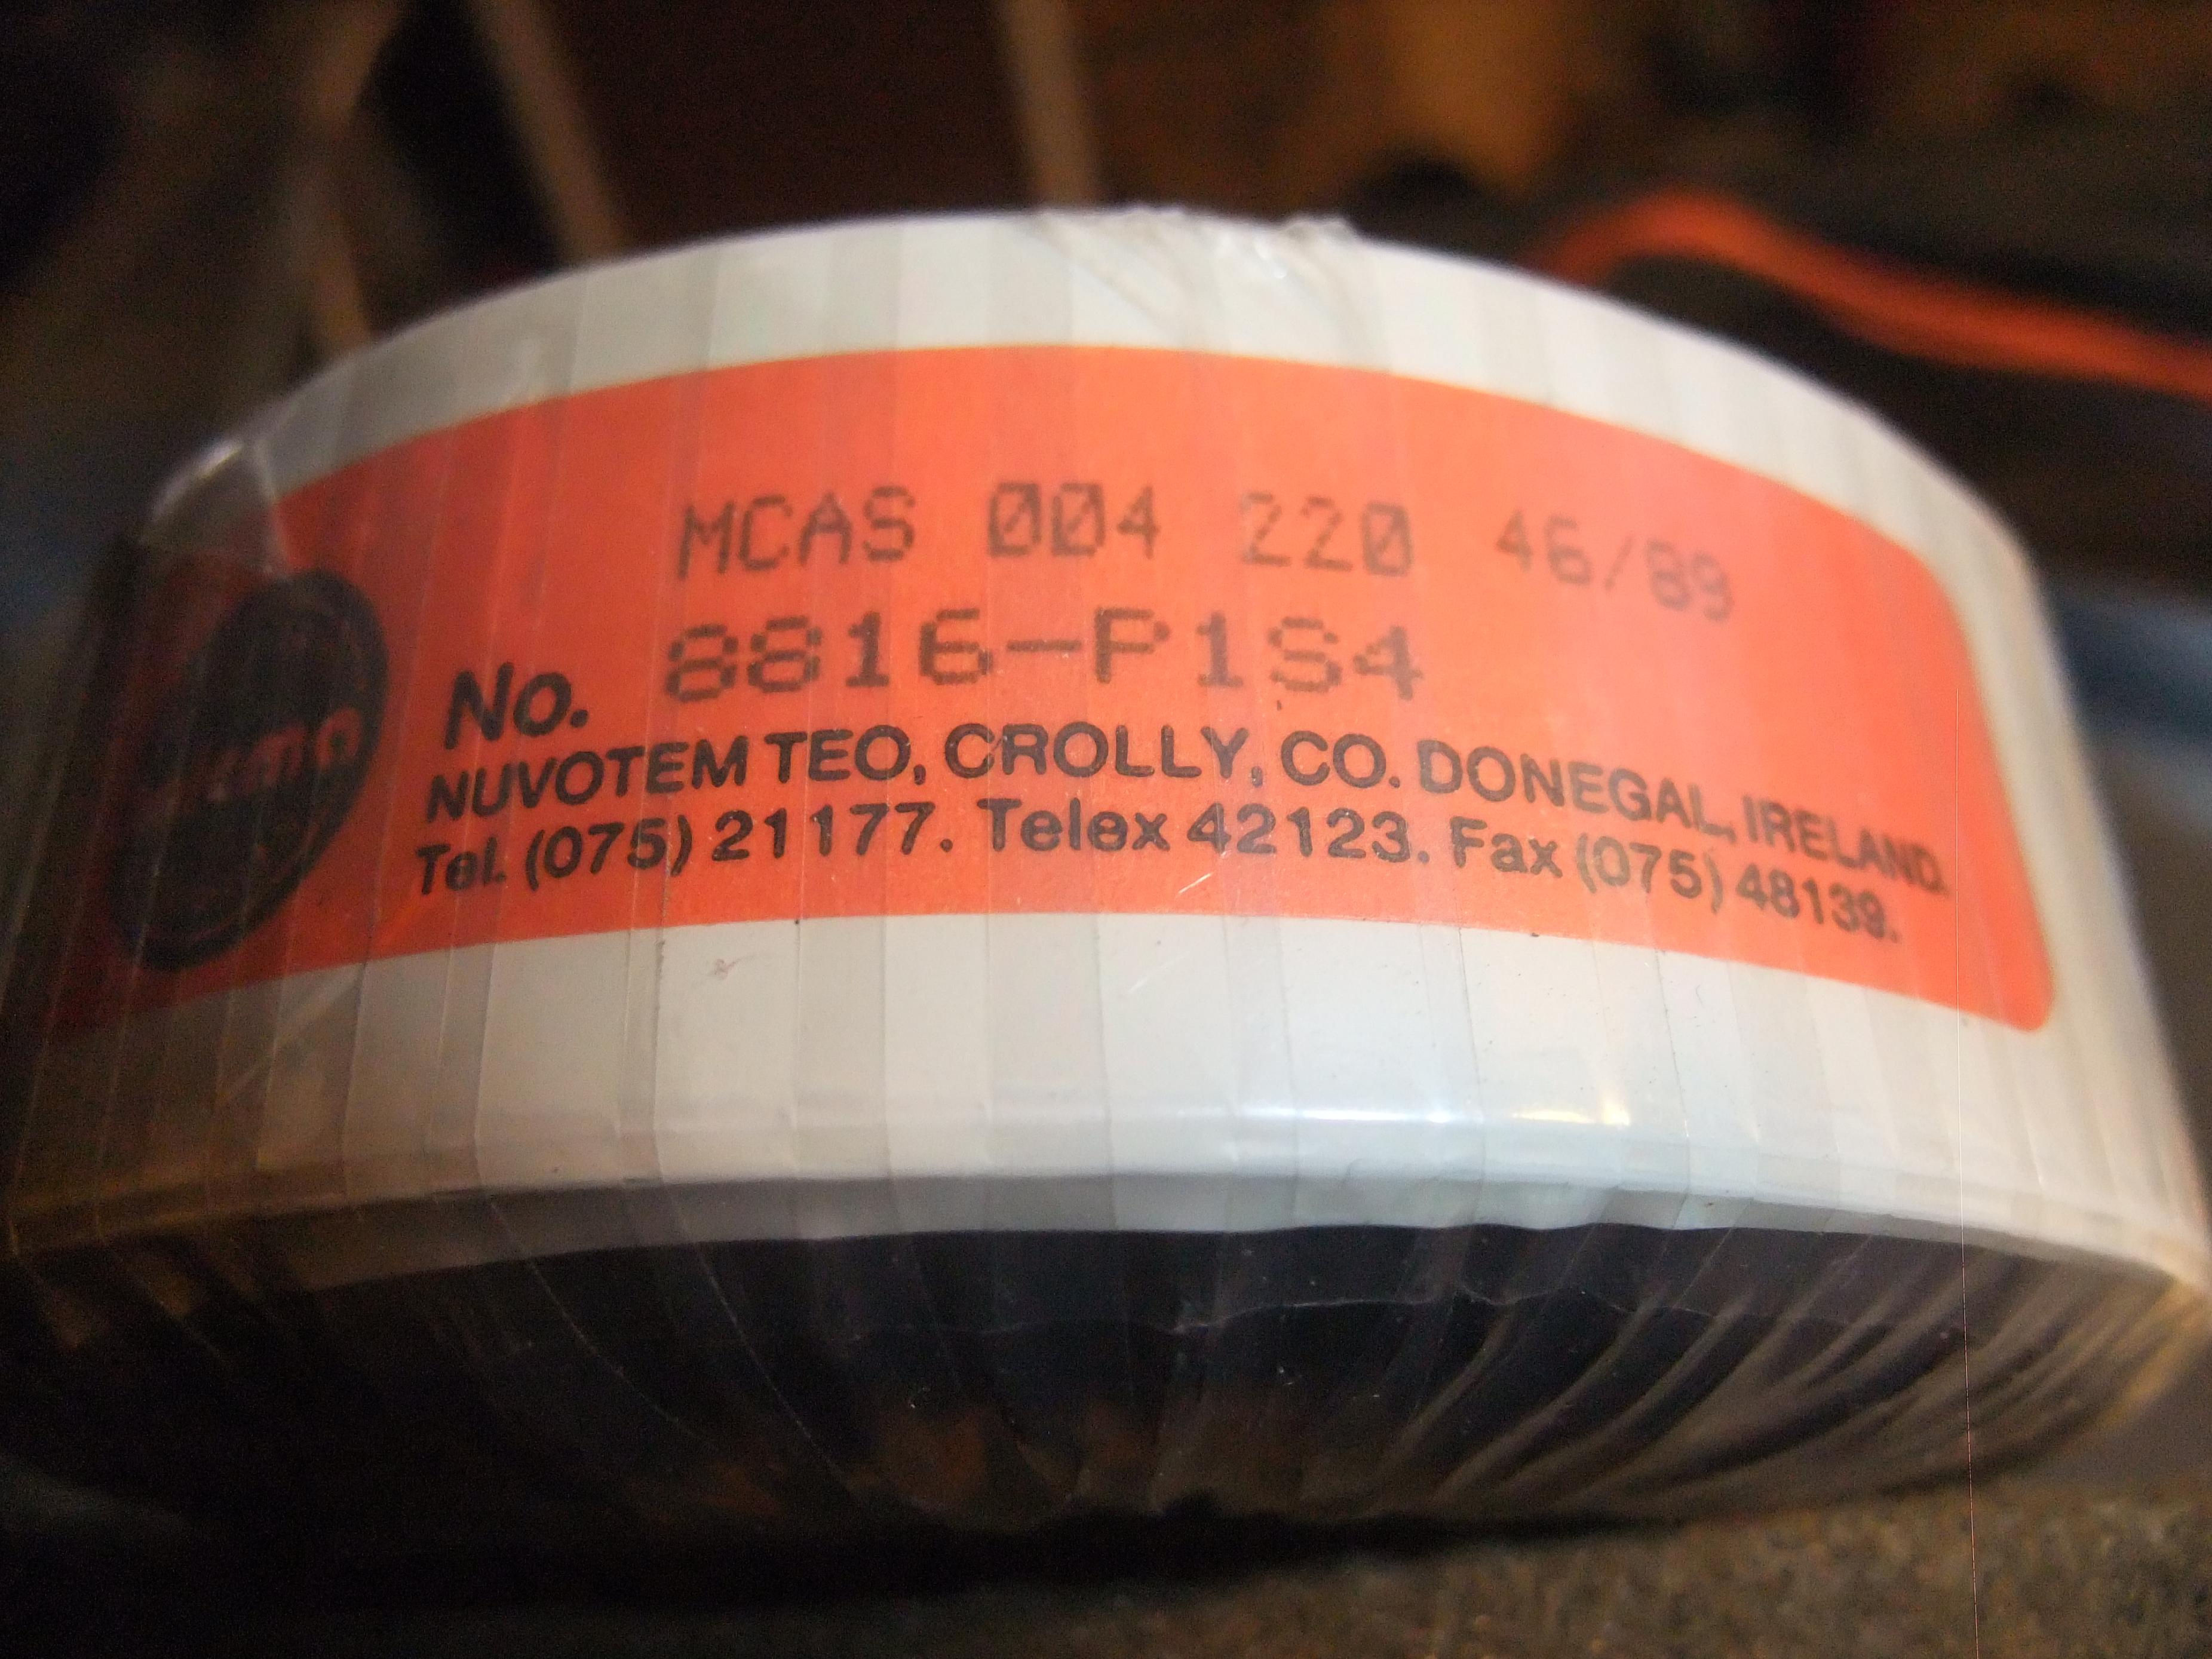 MCAS 004 220 46/89
No. 8816-P1S4
NUVOTEM TEO, CROLLY, CO. DONEGAL, IRELAND.
Tel. (075) 21177. Telex 42123. Fax (075) 48139.